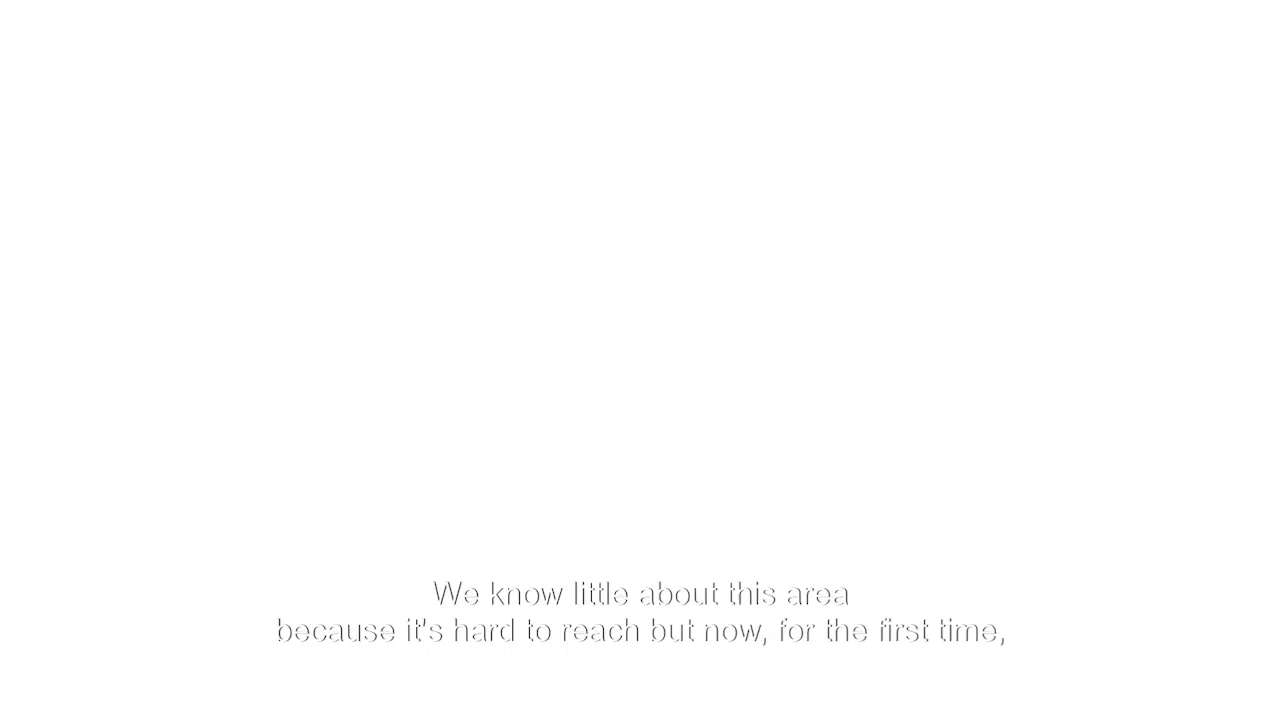 We know little about this area
because it's hard to reach but now, for the first time,